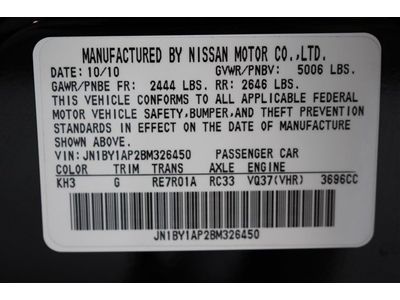 MANUFACTURED BY NISSAN MOTOR CO.,LTD.
DATE: 10/10 GVWR/PNBV: 5006 LBS.
GAWR/PNBE FR: 2444 LBS. RR: 2646 LBS.
THIS VEHICLE CONFORMS TO ALL APPLICABLE FEDERAL
MOTOR VEHICLE SAFETY,BUMPER,AND THEFT PREVENTION
STANDARDS IN EFFECT ON THE DATE OF MANUFACTURE
SHOWN ABOVE.
VIN: JN1BY1AP2BM326450 PASSENGER CAR
COLOR TRIM TRANS AXLE ENGINE
KH3 G RE7R01A RC33 VQ37(VHR) 3696CC
JN1BY1AP2BM326450